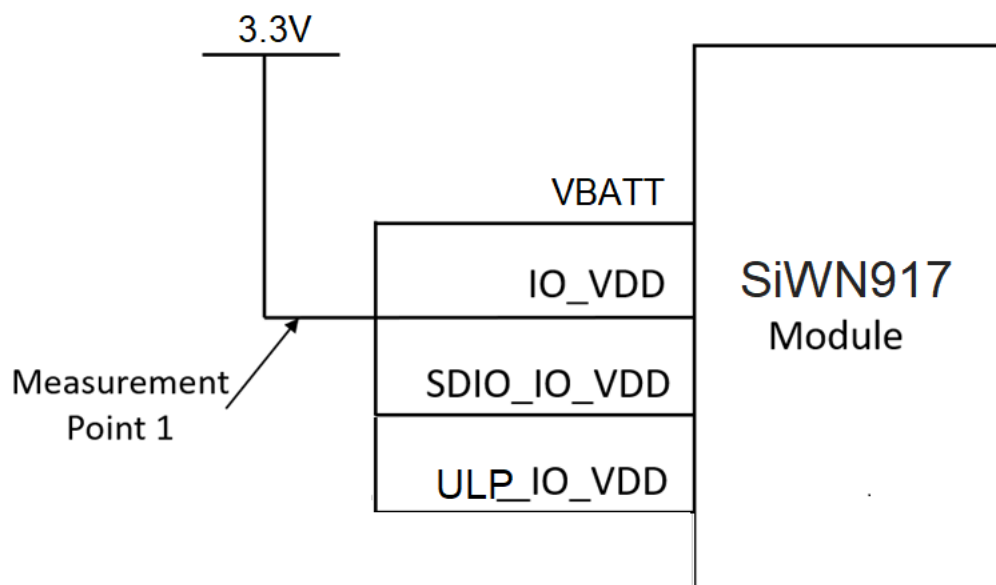 3.3V
VBATT
IO_VDD
SiWN917
Module
Measurement
Point 1
SDIO_IO_VDD
ULP_IO_VDD